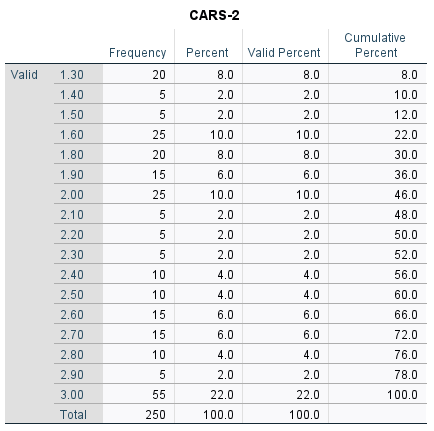 CARS-2
Frequency Percent Valid Percent Cumulative Percent
Valid 1.30 20 8.0 8.0 8.0
1.40 5 2.0 2.0 10.0
1.50 5 2.0 2.0 12.0
1.60 25 10.0 10.0 22.0
1.80 20 8.0 8.0 30.0
1.90 15 6.0 6.0 36.0
2.00 25 10.0 10.0 46.0
2.10 5 2.0 2.0 48.0
2.20 5 2.0 2.0 50.0
2.30 5 2.0 2.0 52.0
2.40 10 4.0 4.0 56.0
2.50 10 4.0 4.0 60.0
2.60 15 6.0 6.0 66.0
2.70 15 6.0 6.0 72.0
2.80 10 4.0 4.0 76.0
2.90 5 2.0 2.0 78.0
3.00 55 22.0 22.0 100.0
Total 250 100.0 100.0